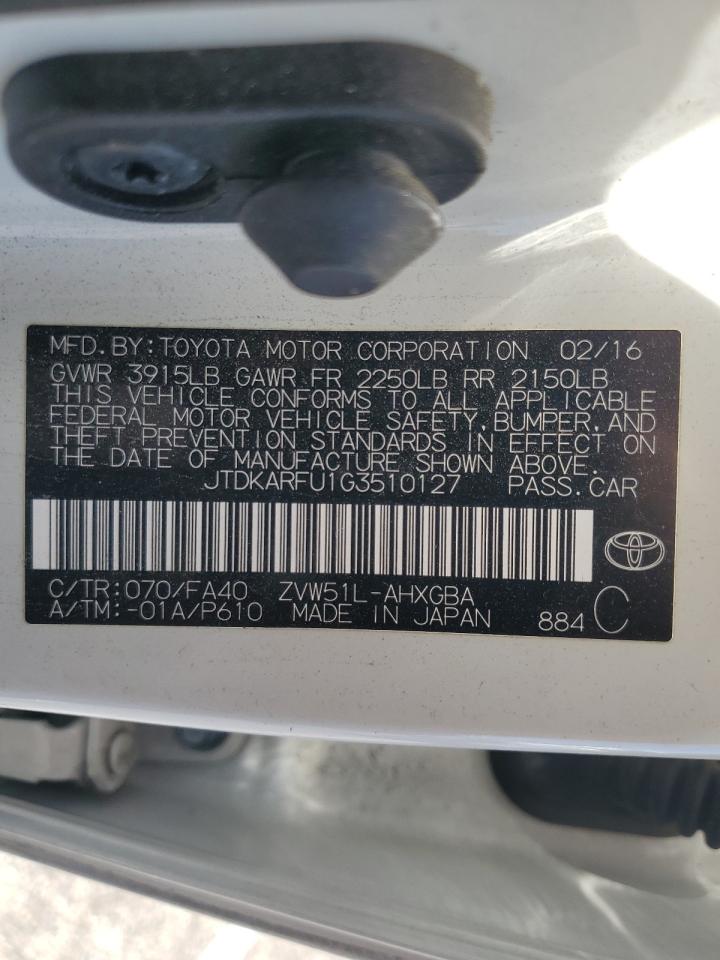 MFD. BY: TOYOTA MOTOR CORPORATION 02/16
GVWR 3915LB GAWR FR 2250LB RR 2150LB
THIS VEHICLE CONFORMS TO ALL APPLICABLE
FEDERAL MOTOR VEHICLE SAFETY, BUMPER, AND
THEFT PREVENTION STANDARDS IN EFFECT ON
THE DATE OF MANUFACTURE SHOWN ABOVE.
JTDKARFU1G3510127 PASS. CAR
C/TR: 070/FA40 ZVW51L-AHXGBA
A/TM: -01A/P610 MADE IN JAPAN 884 C